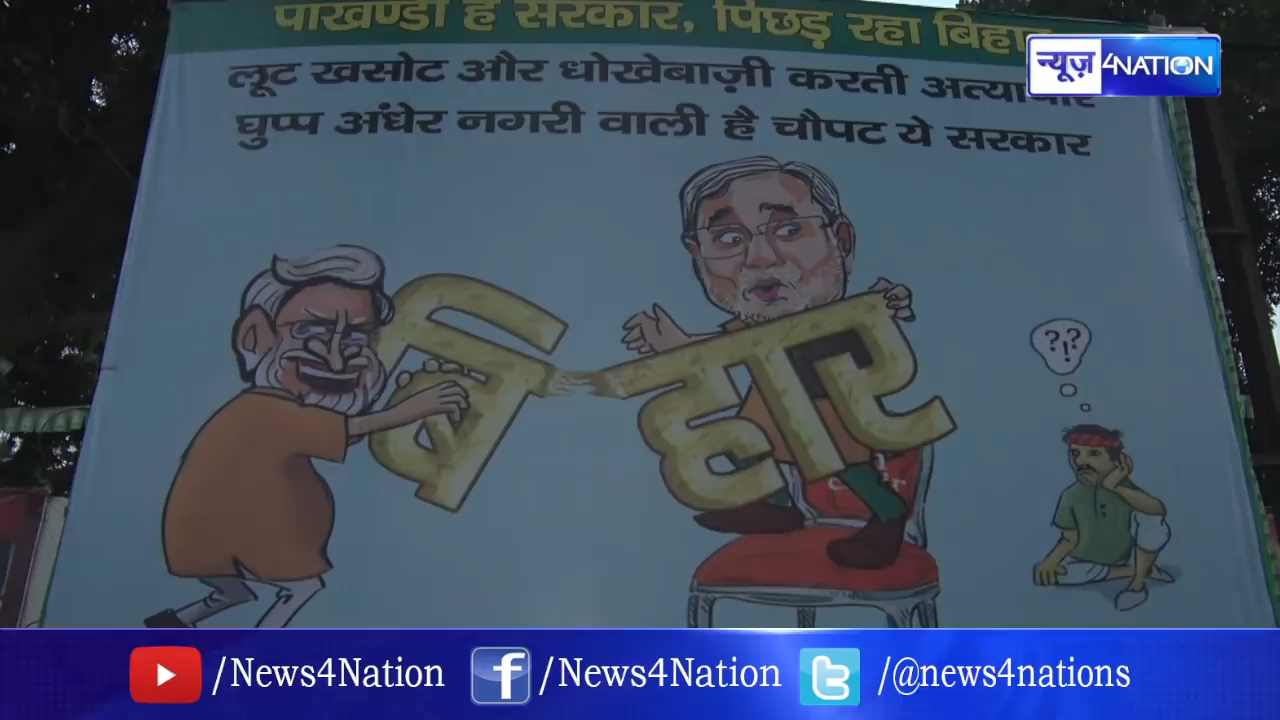 पाखण्डी है सरकार, पिछड़ रहा बिहार
न्यूज़ 4NATION
लूट खसोट और धोखेबाज़ी करती अत्याचार
घुप्प अंधेर नगरी वाली है चौपट ये सरकार
बिहार
??!
/News4Nation
/News4Nation
/@news4nations